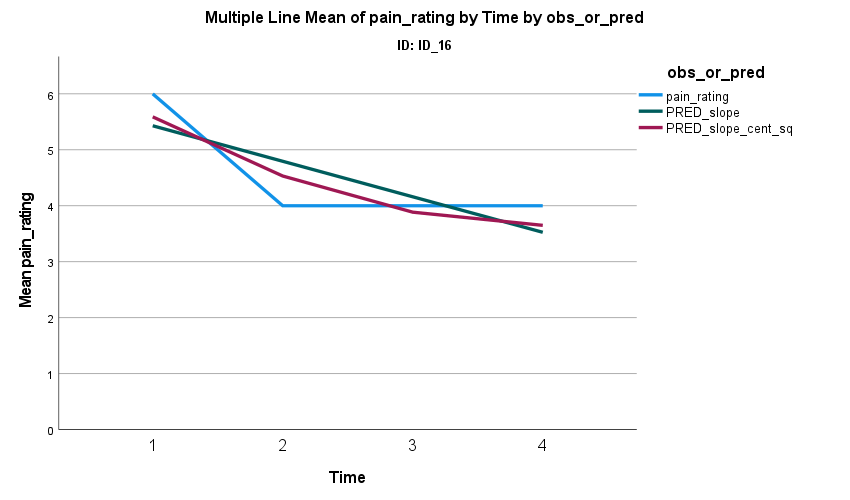 Multiple Line Mean of pain_rating by Time by obs_or_pred
ID: ID_16
obs_or_pred
pain_rating
PRED_slope
PRED_slope_cent_sq
Mean pain_rating
6
5
4
3
2
1
0
1 2 3 4
Time